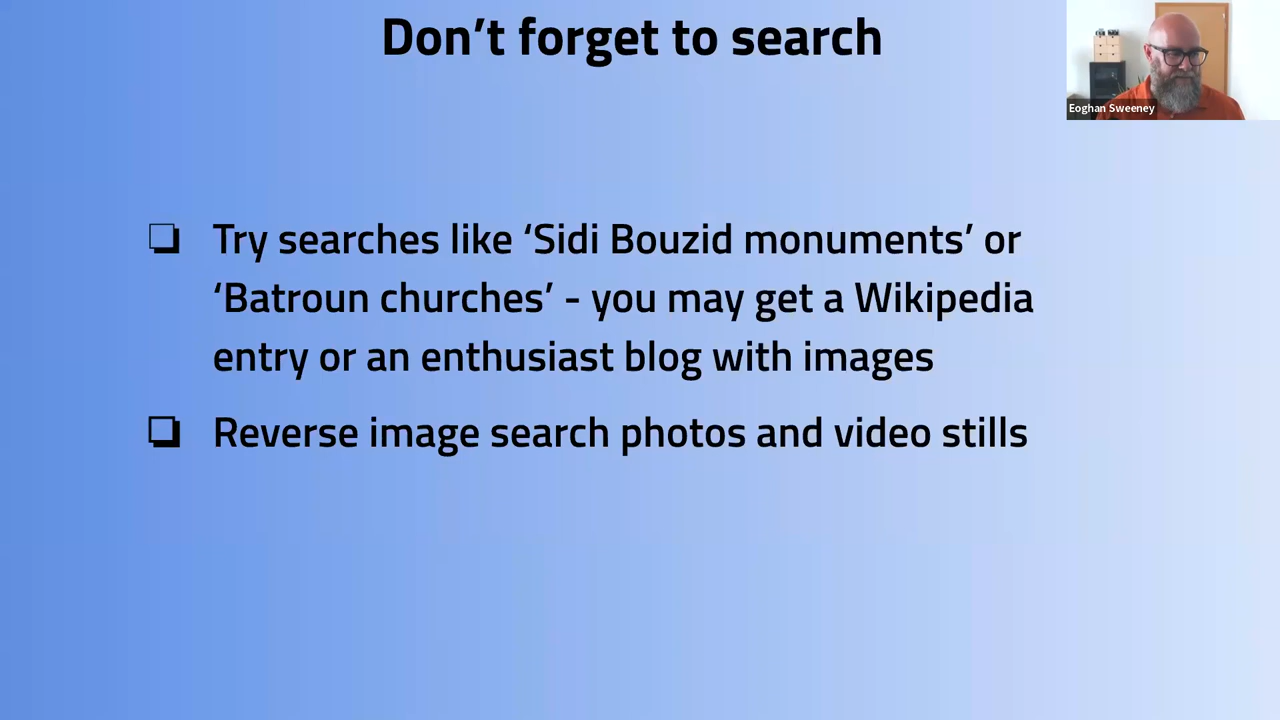 Don’t forget to search
Eoghan Sweeney
❏ Try searches like ‘Sidi Bouzid monuments’ or
‘Batroun churches’ - you may get a Wikipedia
entry or an enthusiast blog with images
❏ Reverse image search photos and video stills